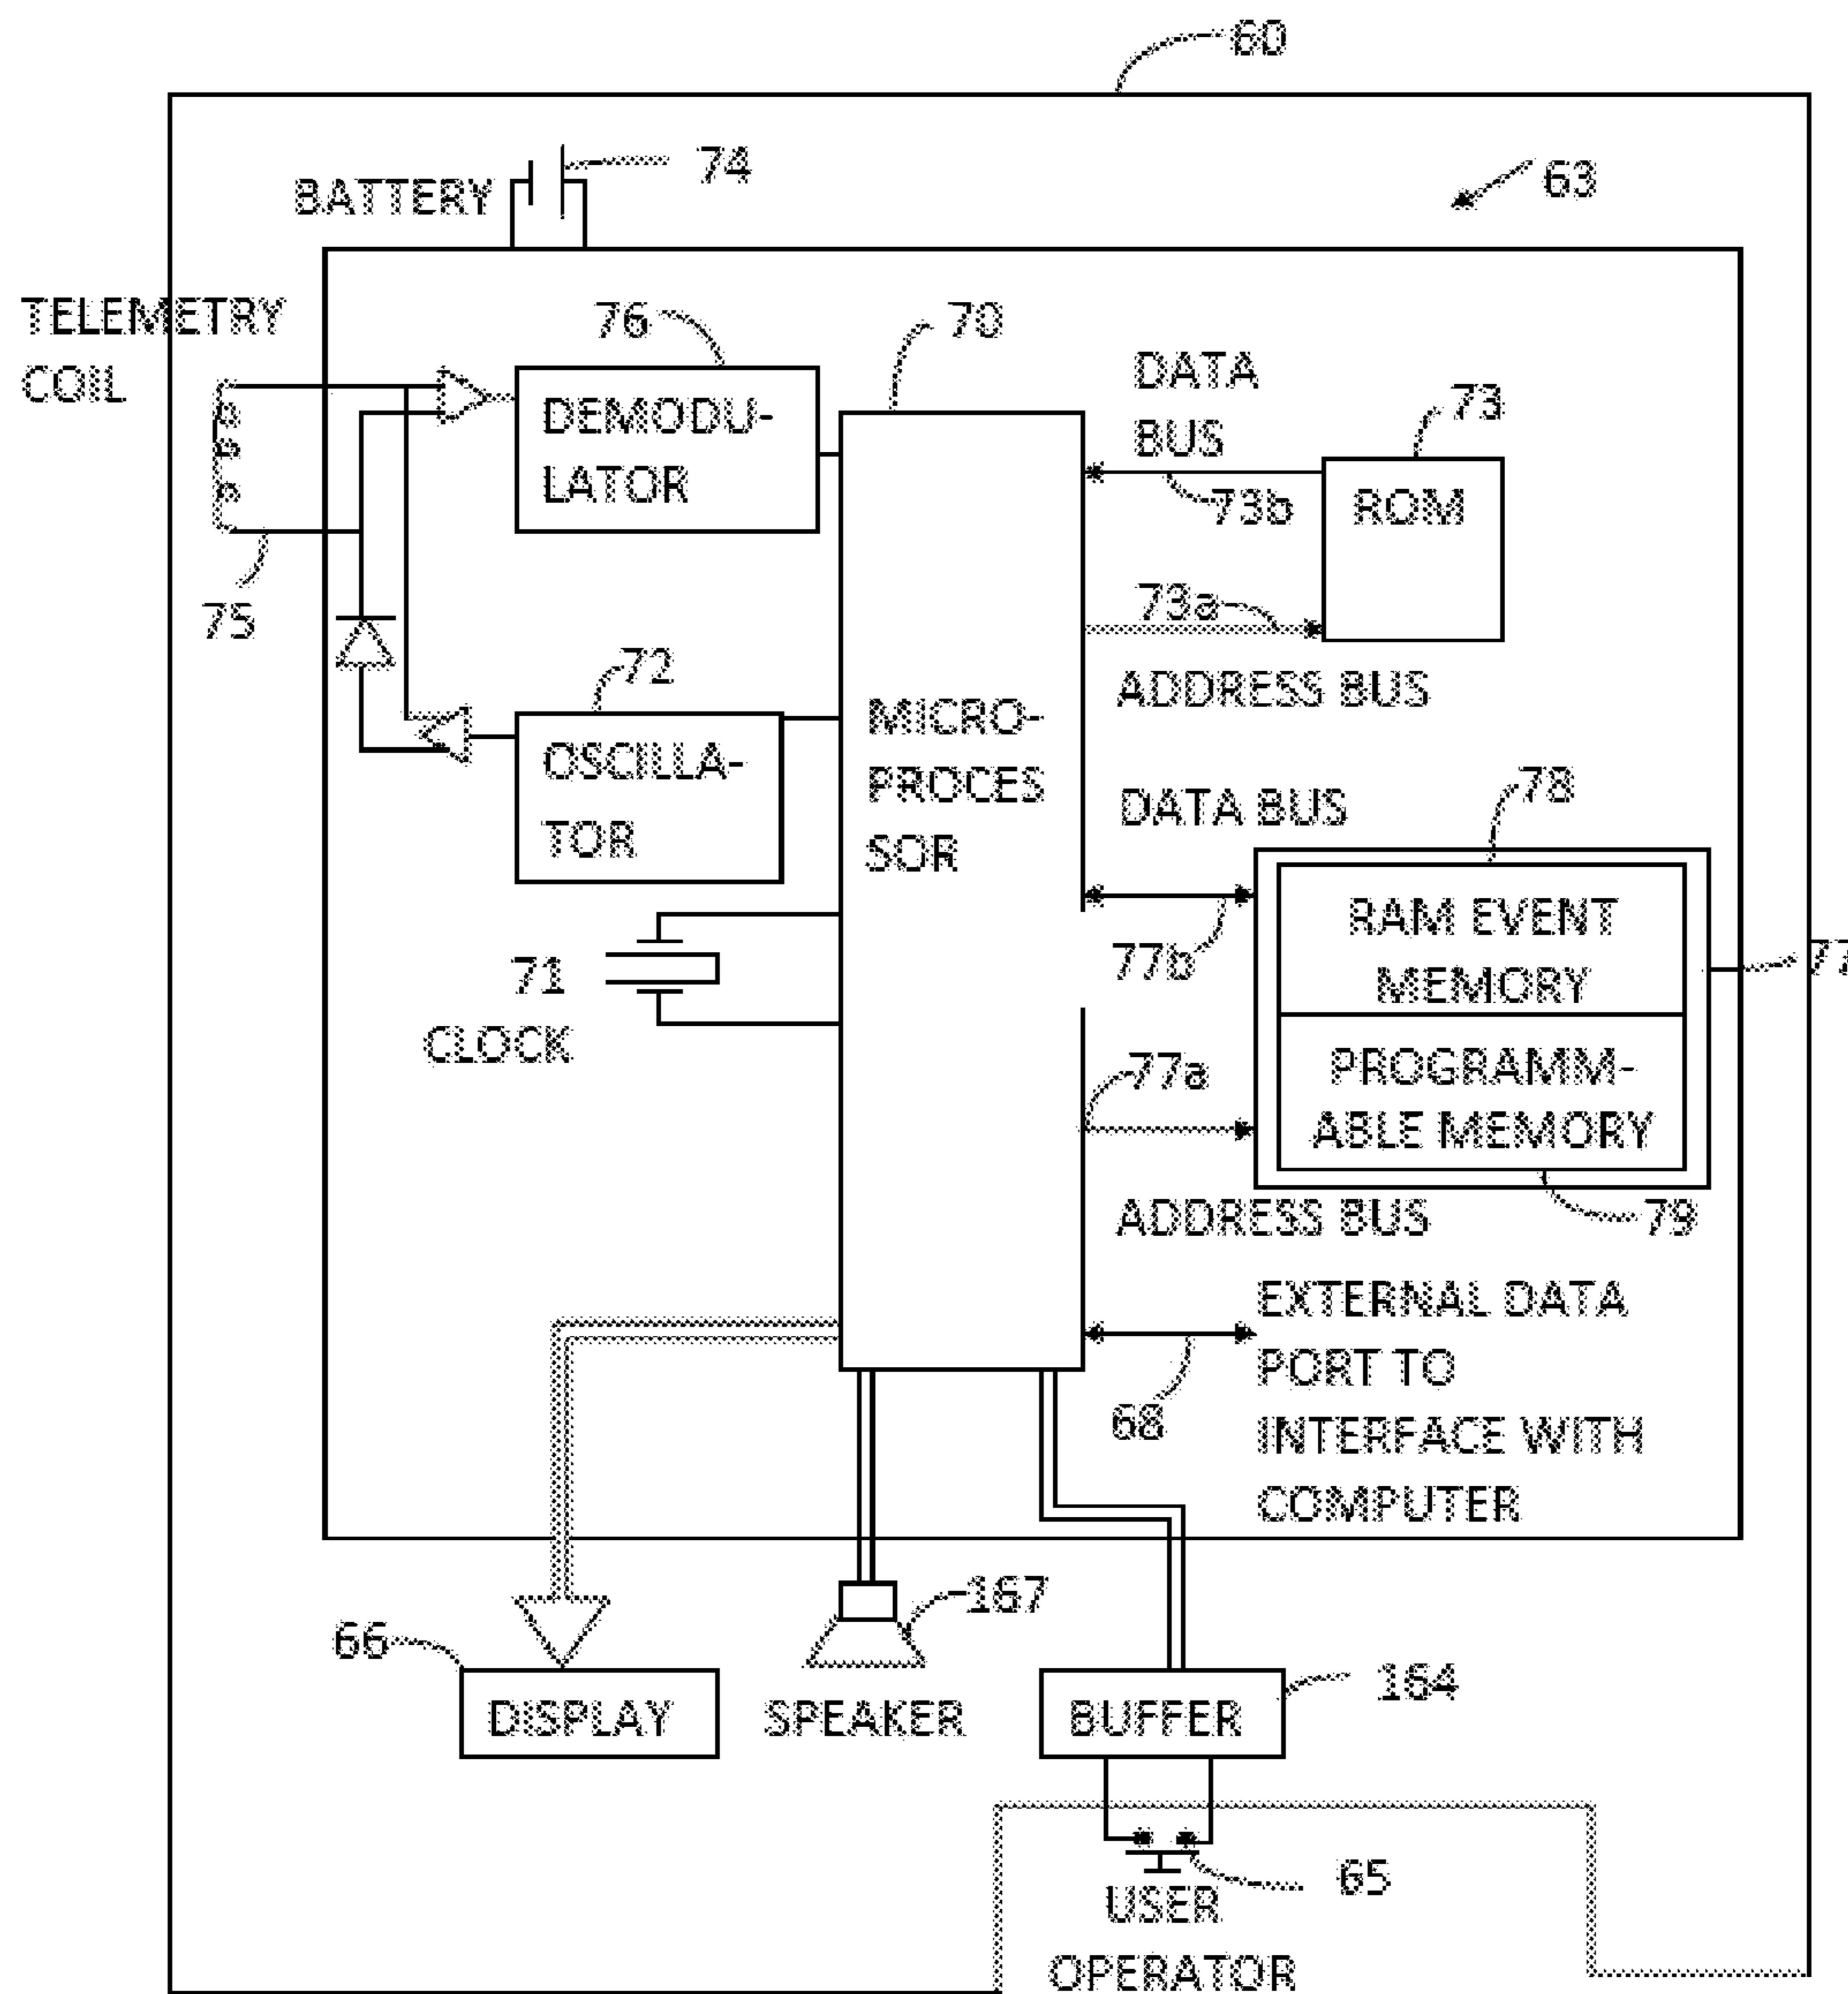 60
74
BATTERY
63
TELEMETRY
COIL
76
70
DEMODU-
LATOR
DATA
BUS
73
73b
ROM
75
73a
ADDRESS BUS
72
OSCILLA-
TOR
MICRO-
PROCES
SOR
DATA BUS
78
RAM EVENT
MEMORY
77b
77
71
CLOCK
77a
PROGRAMM-
ABLE MEMORY
ADDRESS BUS
79
EXTERNAL DATA
PORT TO
INTERFACE WITH
COMPUTER
68
66
DISPLAY
167
SPEAKER
164
BUFFER
65
USER
OPERATOR